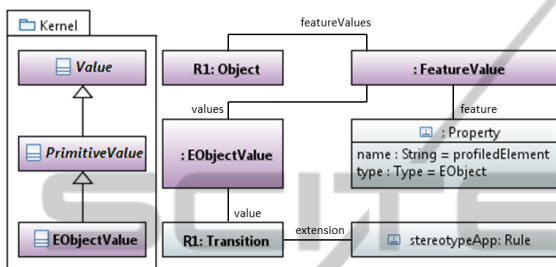 featureValues
Kernel
Value
R1: Object
: FeatureValue
values
feature
PrimitiveValue
: EObjectValue
: Property
name : String = profiledElement
type : Type = EObject
value
EObjectValue
R1: Transition
extension
stereotypeApp: Rule
SCITE